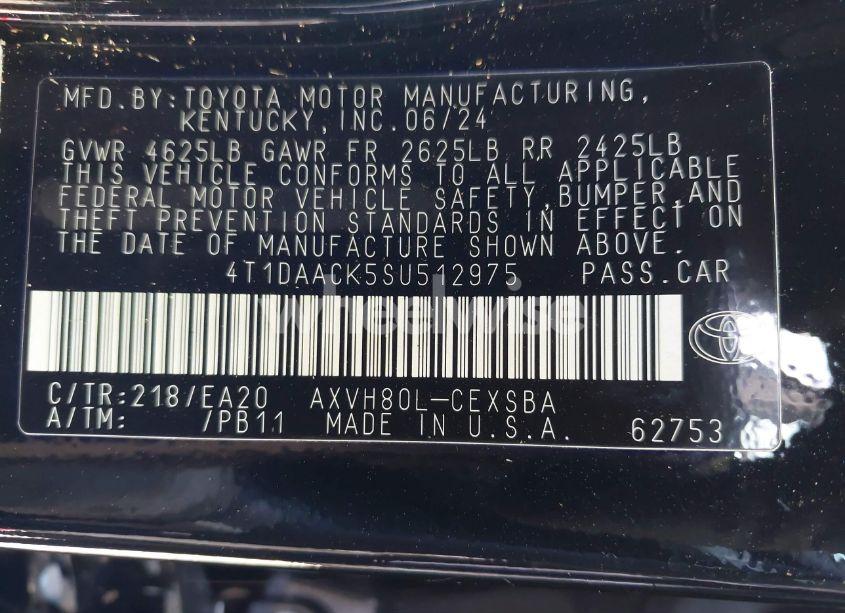 MFD.BY:TOYOTA MOTOR MANUFACTURING,
KENTUCKY,INC.06/24
GVWR 4625LB GAWR FR 2625LB RR 2425LB
THIS VEHICLE CONFORMS TO ALL APPLICABLE
FEDERAL MOTOR VEHICLE SAFETY,BUMPER,AND
THEFT PREVENTION STANDARDS IN EFFECT ON
THE DATE OF MANUFACTURE SHOWN ABOVE.
4T1DAACK5SU512975 PASS.CAR
wheelwise
C/TR:218/EA20 AXVH80L-CEXSBA
A/TM: /PB11 MADE IN U.S.A. 62753